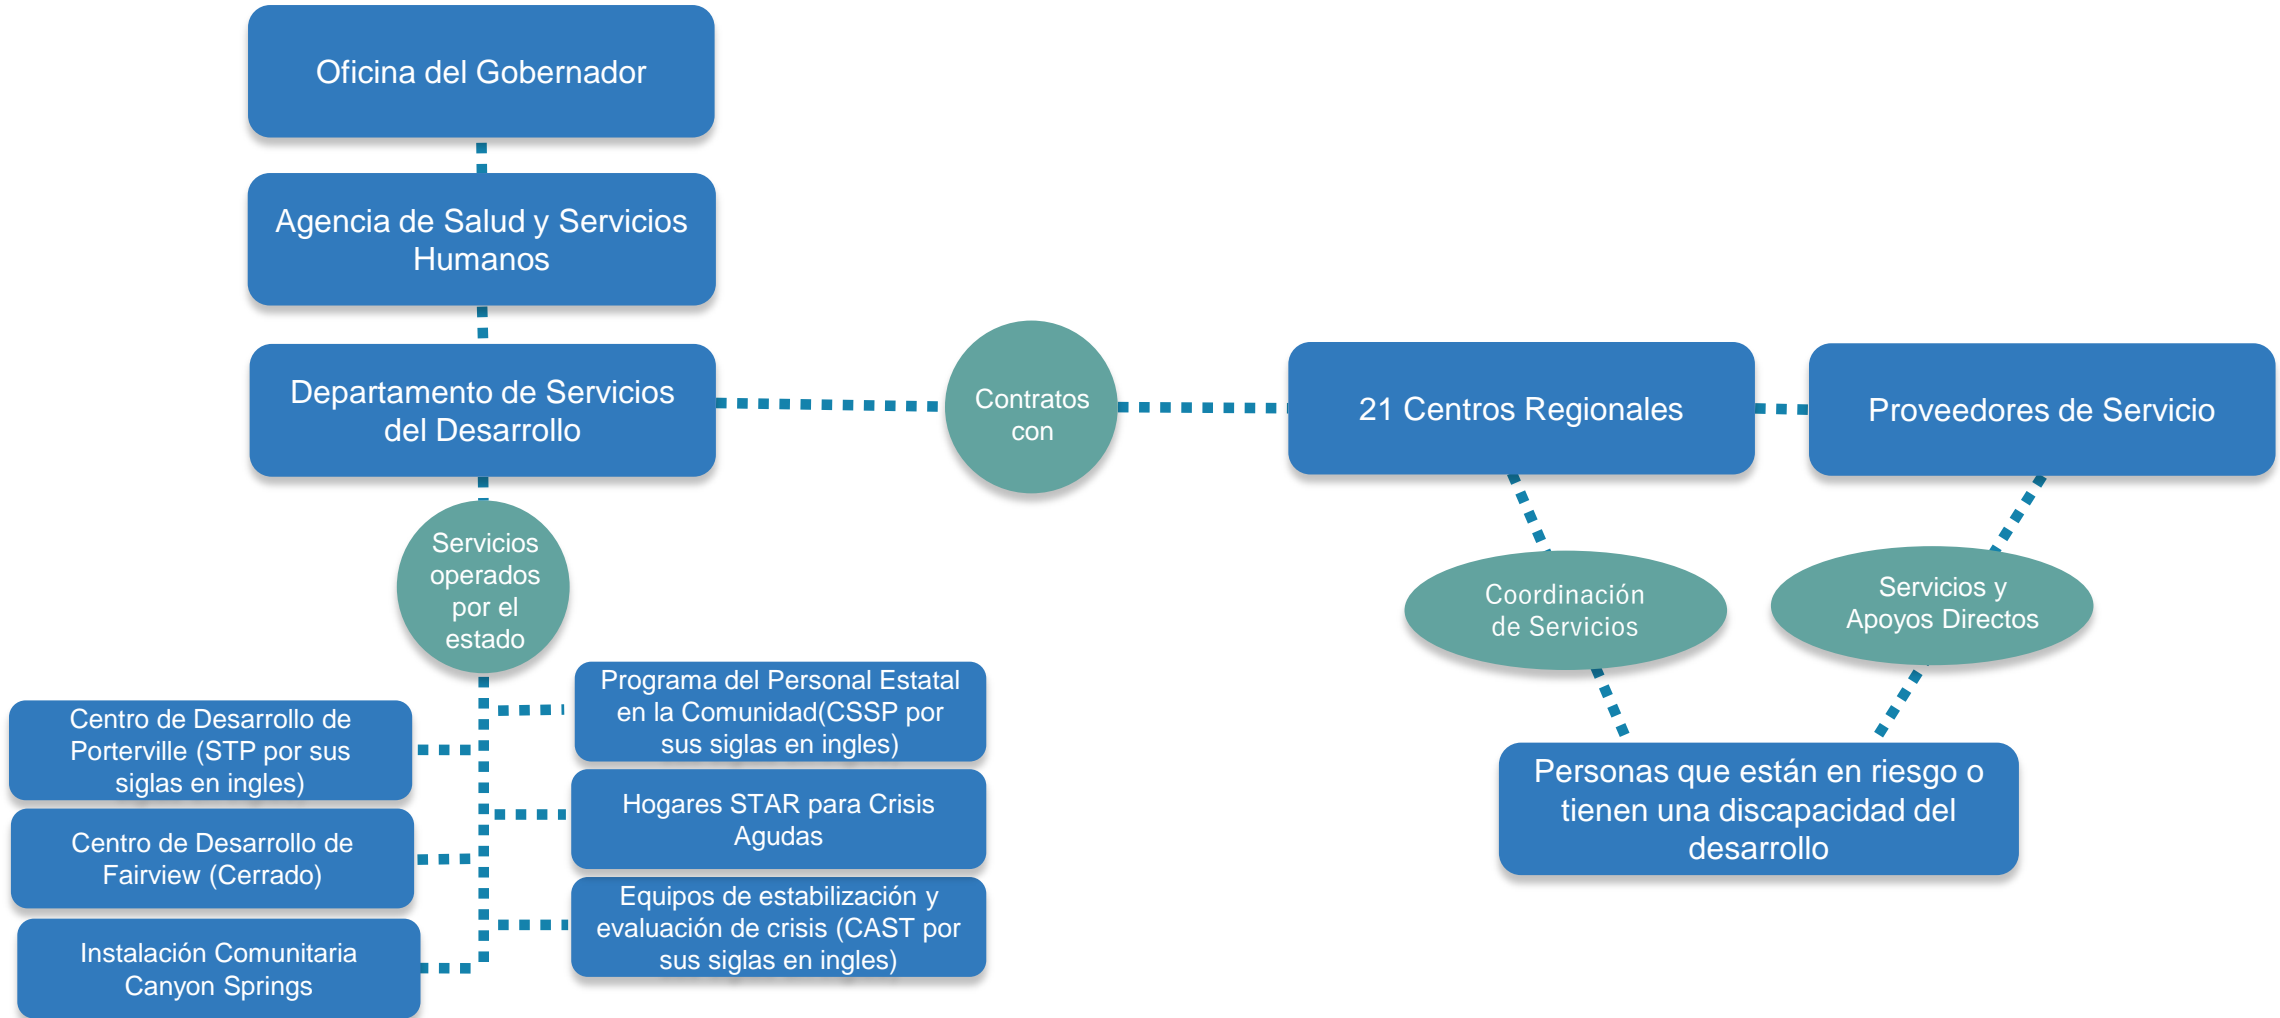 Oficina del Gobernador
Agencia de Salud y Servicios
Humanos
Departamento de Servicios
del Desarrollo
Contratos
con
21 Centros Regionales
Proveedores de Servicio
Servicios
operados
por el
estado
Coordinación
de Servicios
Servicios y
Apoyos Directos
Centro de Desarrollo de
Porterville (STP por sus
siglas en ingles)
Centro de Desarrollo de
Fairview (Cerrado)
Instalación Comunitaria
Canyon Springs
Programa del Personal Estatal
en la Comunidad(CSSP por
sus siglas en ingles)
Hogares STAR para Crisis
Agudas
Equipos de estabilización y
evaluación de crisis (CAST por
sus siglas en ingles)
Personas que están en riesgo o
tienen una discapacidad del
desarrollo